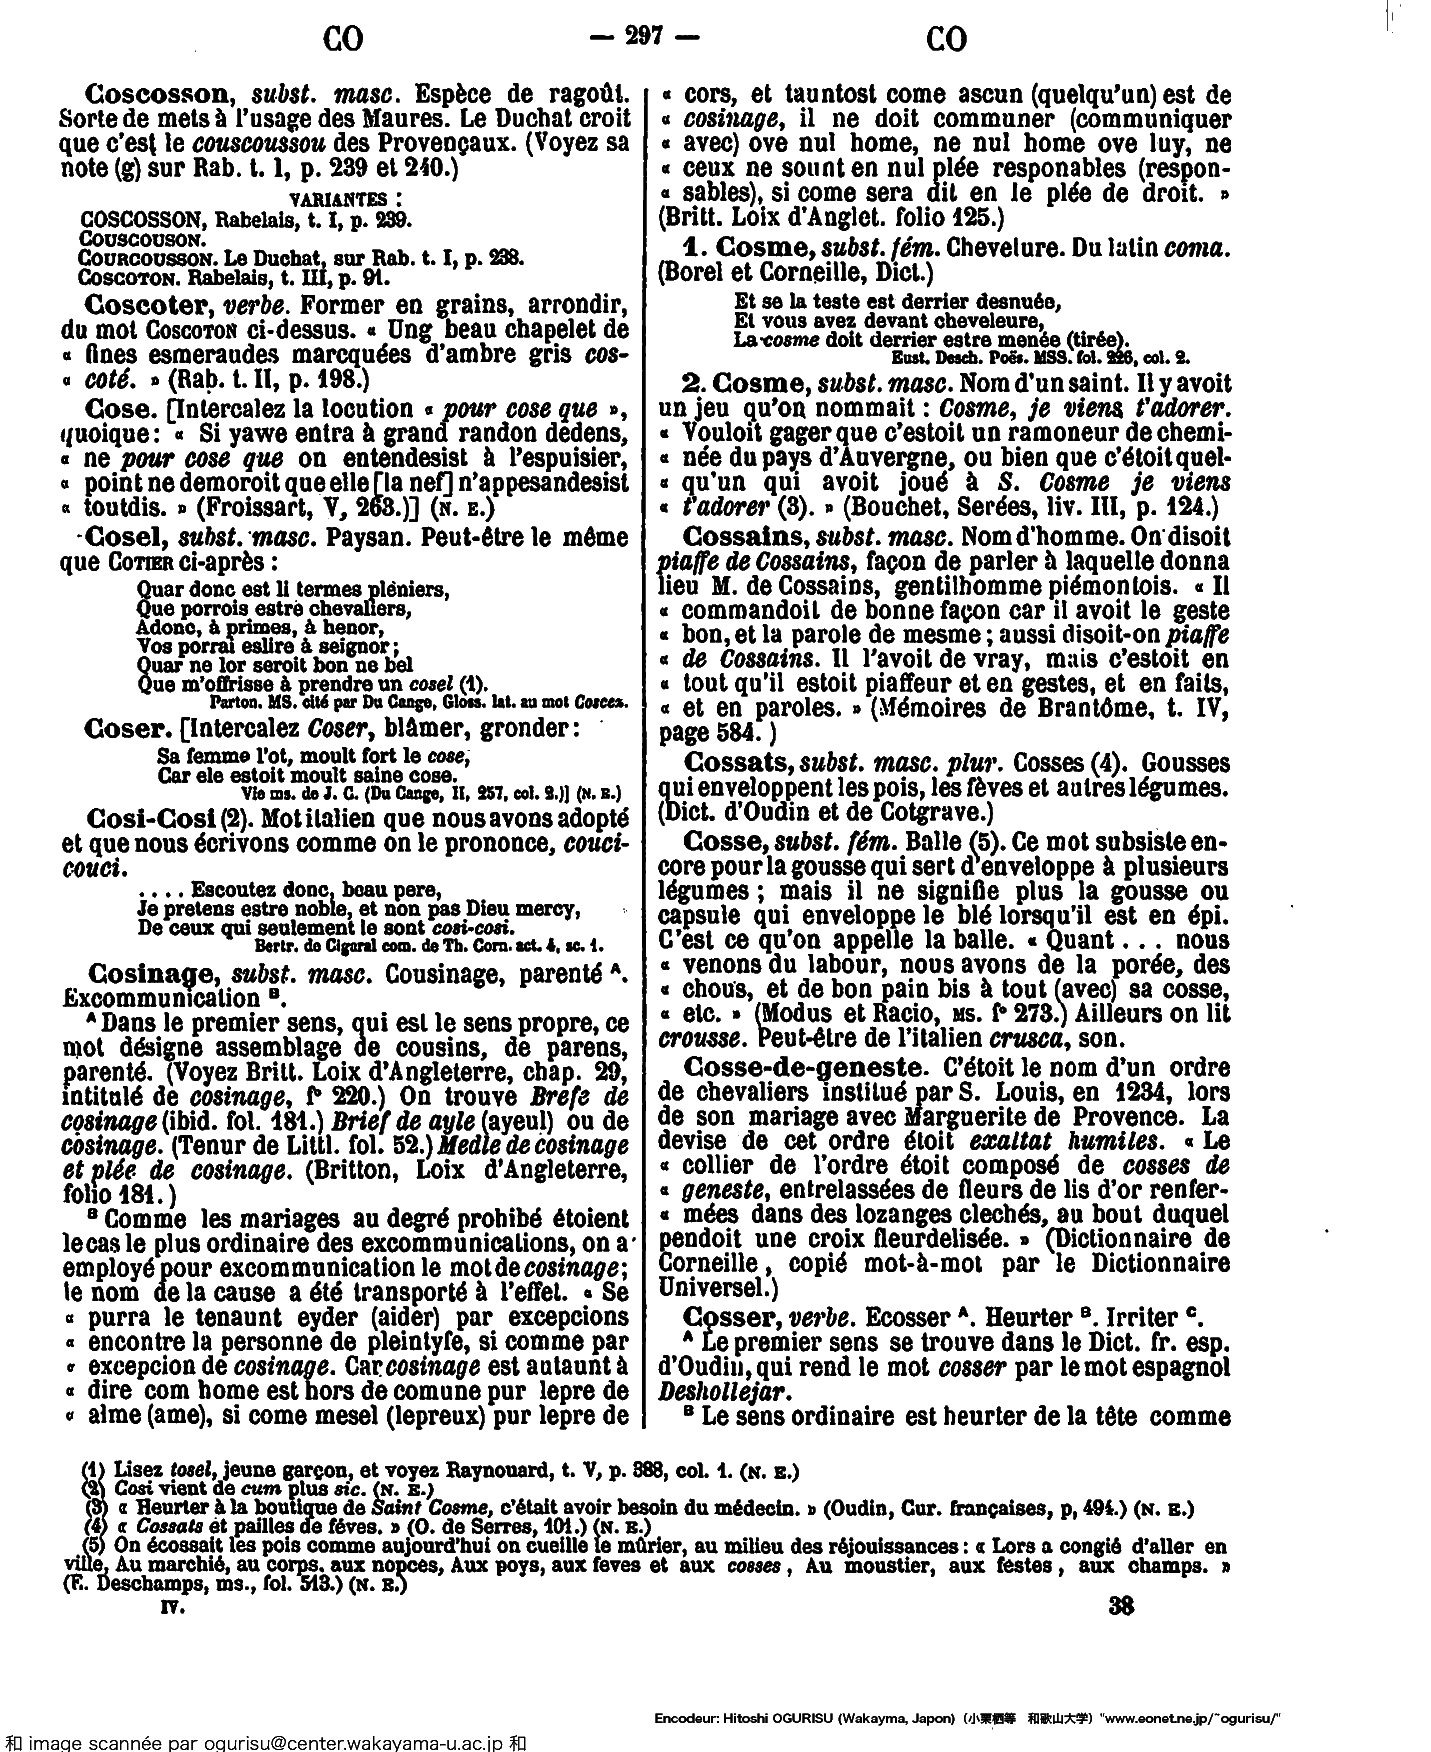 CO — 297 — CO
Coscosson, subst. masc. Espèce de ragoût.
Sorte de mets à l'usage des Maures. Le Duchat croit
que c'est le couscoussou des Provençaux. (Voyez sa
note (g) sur Rab. t. I, p. 239 et 240.)
VARIANTES :
COSCOSSON, Rabelais, t. I, p. 239.
COUSCOUSON.
COURCOUSSON. Le Duchat, sur Rab. t. I, p. 238.
COSCOTON. Rabelais, t. III, p. 91.
Coscoter, verbe. Former en grains, arrondir,
du mot COSCOTON ci-dessus. « Ung beau chapelet de
« fines esmeraudes marcquées d'ambre gris cos-
« coté. » (Rab. t. II, p. 198.)
Cose. [Intercalez la locution « pour cose que »,
quoique : « Si yawe entra à grand randon dedens,
« ne pour cose que on entendesist à l'espuisier,
« point ne demoroit que elle [la nef] n'appesandesist
« toutdis. » (Froissart, V, 263.)] (N. E.)
Cosel, subst. masc. Paysan. Peut-être le même
que COTIER ci-après :
Quar donc est li termes pléniers,
Que porrois estre chevaliers,
Adonc, à primes, à henor,
Vos porrai eslire à seignor ;
Quar ne lor seroit bon ne bel
Que m'offrisse à prendre un cosel (1).
Parton. MS. cité par Du Cange, Gloss. lat. au mot Coscez.
Coser. [Intercalez Coser, blâmer, gronder :
Sa femme l'ot, moult fort le cose,
Car ele estoit moult saine cose.
Vie ms. de J. C. (Du Cange, II, 257, col. 2.)] (N. E.)
Cosi-Cosi (2). Mot italien que nous avons adopté
et que nous écrivons comme on le prononce, couci-
couci.
.... Escoutez donc, beau pere,
Je pretens estre noble, et non pas Dieu mercy,
De ceux qui seulement le sont cosi-cosi.
Bertr. de Cigaral com. de Th. Corn. act. 4, sc. 1.
Cosinage, subst. masc. Cousinage, parenté A.
Excommunication B.
A Dans le premier sens, qui est le sens propre, ce
mot désigne assemblage de cousins, de parens,
parenté. (Voyez Britt. Loix d'Angleterre, chap. 29,
intitulé de cosinage, f° 220.) On trouve Brefs de
cosinage (ibid. fol. 181.) Brief de ayle (ayeul) ou de
cosinage. (Tenur de Littl. fol. 52.) Medle de cosinage
et plée de cosinage. (Britton, Loix d'Angleterre,
folio 181.)
B Comme les mariages au degré prohibé étoient
le cas le plus ordinaire des excommunications, on a
employé pour excommunication le mot de cosinage ;
le nom de la cause a été transporté à l'effet. « Se
« purra le tenaunt eyder (aider) par excepcions
« encontre la personne de pleintyfe, si comme par
« excepcion de cosinage. Car cosinage est autaunt à
« dire com home est hors de comune pur lepre de
« alme (ame), si come mesel (lepreux) pur lepre de
« cors, et tauntost come ascun (quelqu'un) est de
« cosinage, il ne doit communer (communiquer
« avec) ove nul home, ne nul home ove luy, ne
« ceux ne sount en nul plée responables (respon-
« sables), si come sera dit en le plée de droit. »
(Britt. Loix d'Anglet. folio 125.)
1. Cosme, subst. fém. Chevelure. Du latin coma.
(Borel et Corneille, Dict.)
Et se la teste est derrier desnuée,
Et vous avez devant cheveleure,
La cosme doit derrier estre menée (tirée).
Eust. Desch. Poës. MSS. fol. 226, col. 2.
2. Cosme, subst. masc. Nom d'un saint. Il y avoit
un jeu qu'on nommait : Cosme, je viens t'adorer.
« Vouloit gager que c'estoit un ramoneur de chemi-
« née du pays d'Auvergne, ou bien que c'étoit quel-
« qu'un qui avoit joué à S. Cosme je viens
« t'adorer (3). » (Bouchet, Serées, liv. III, p. 124.)
Cossains, subst. masc. Nom d'homme. On disoit
piaffe de Cossains, façon de parler à laquelle donna
lieu M. de Cossains, gentilhomme piémontois. « Il
« commandoit de bonne façon car il avoit le geste
« bon, et la parole de mesme ; aussi disoit-on piaffe
« de Cossains. Il l'avoit de vray, mais c'estoit en
« tout qu'il estoit piaffeur et en gestes, et en faits,
« et en paroles. » (Mémoires de Brantôme, t. IV,
page 584.)
Cossats, subst. masc. plur. Cosses (4). Gousses
qui enveloppent les pois, les fèves et autres légumes.
(Dict. d'Oudin et de Cotgrave.)
Cosse, subst. fém. Balle (5). Ce mot subsiste en-
core pour la gousse qui sert d'enveloppe à plusieurs
légumes ; mais il ne signifie plus la gousse ou
capsule qui enveloppe le blé lorsqu'il est en épi.
C'est ce qu'on appelle la balle. « Quant . . . nous
« venons du labour, nous avons de la porée, des
« chous, et de bon pain bis à tout (avec) sa cosse,
« etc. » (Modus et Racio, MS. f° 273.) Ailleurs on lit
crousse. Peut-être de l'italien crusca, son.
Cosse-de-geneste. C'étoit le nom d'un ordre
de chevaliers institué par S. Louis, en 1234, lors
de son mariage avec Marguerite de Provence. La
devise de cet ordre étoit exaltat humiles. « Le
« collier de l'ordre étoit composé de cosses de
« geneste, entrelassées de fleurs de lis d'or renfer-
« mées dans des lozanges clechés, au bout duquel
pendoit une croix fleurdelisée. » (Dictionnaire de
Corneille, copié mot-à-mot par le Dictionnaire
Universel.)
Cosser, verbe. Ecosser A. Heurter B. Irriter C.
A Le premier sens se trouve dans le Dict. fr. esp.
d'Oudin, qui rend le mot cosser par le mot espagnol
Deshollejar.
B Le sens ordinaire est heurter de la tête comme
(1) Lisez tosel, jeune garçon, et voyez Raynouard, t. V, p. 388, col. 1. (N. E.)
(2) Cosi vient de cum plus sic. (N. E.)
(3) « Heurter à la boutique de Saint Cosme, c'était avoir besoin du médecin. » (Oudin, Cur. françaises, p, 494.) (N. E.)
(4) « Cossats et pailles de féves. » (O. de Serres, 101.) (N. E.)
(5) On écossait les pois comme aujourd'hui on cueille le mûrier, au milieu des réjouissances : « Lors a congié d'aller en
ville, Au marchié, au corps, aux nopces, Aux poys, aux feves et aux cosses, Au moustier, aux festes, aux champs. »
(E. Deschamps, ms., fol. 513.) (N. E.)
IV. 38
Encodeur: Hitoshi OGURISU (Wakayma, Japon) (小栗栖等 和歌山大学) "www.eonet.ne.jp/~ogurisu/"
和 image scannée par ogurisu@center.wakayama-u.ac.jp 和